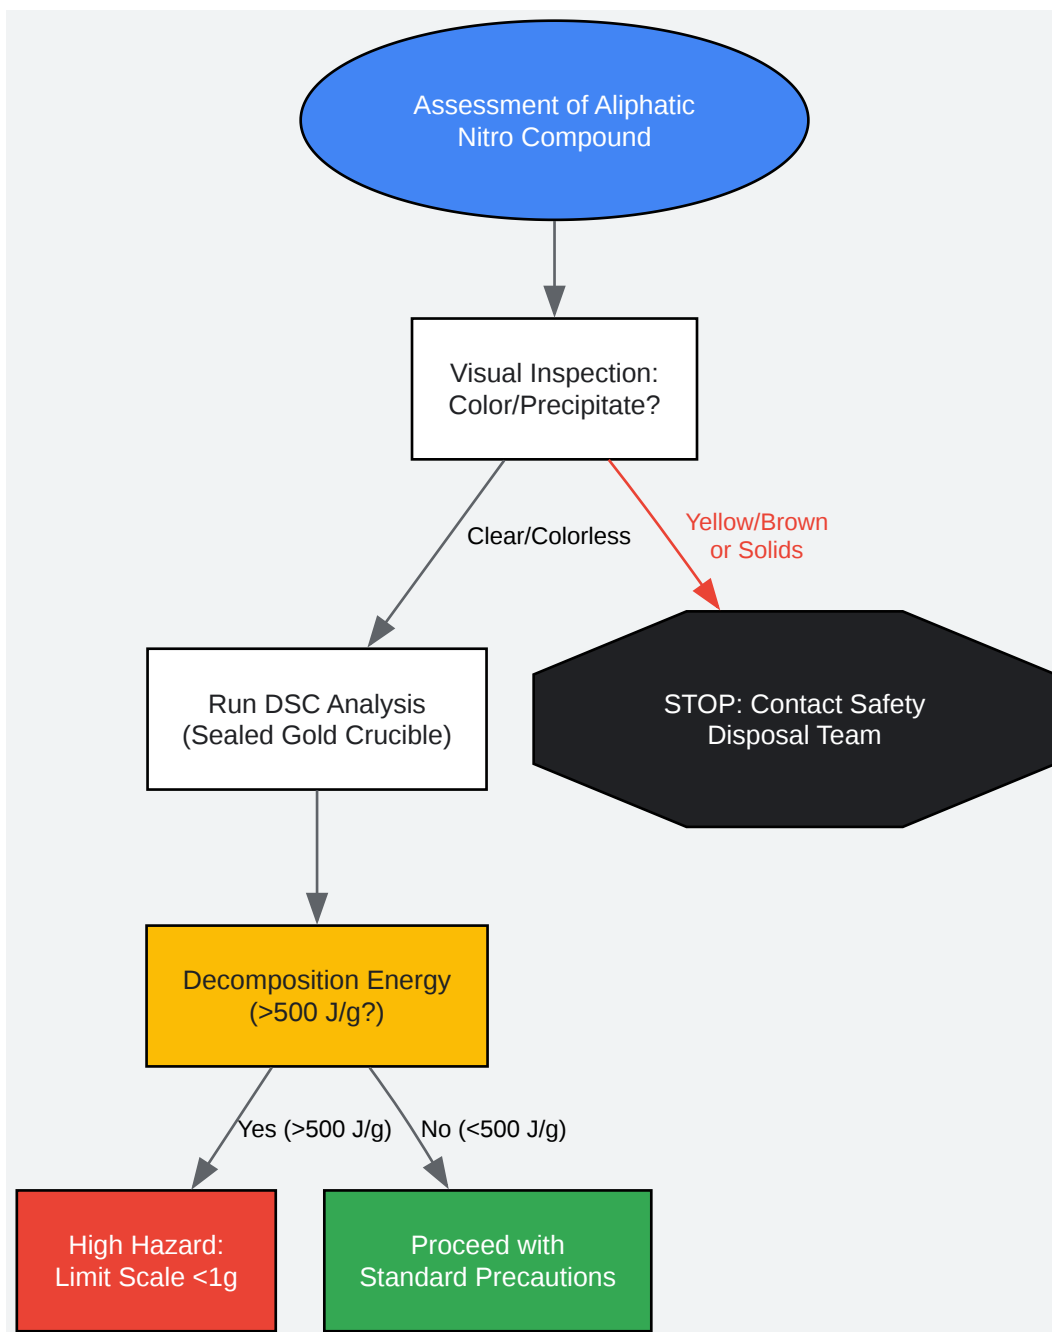 Assessment of Aliphatic
Nitro Compound
Visual Inspection:
Color/Precipitate?
Clear/Colorless
Yellow/Brown
or Solids
Run DSC Analysis
(Sealed Gold Crucible)
STOP: Contact Safety
Disposal Team
Decomposition Energy
(>500 J/g?)
Yes (>500 J/g)
No (<500 J/g)
High Hazard:
Limit Scale <1g
Proceed with
Standard Precautions